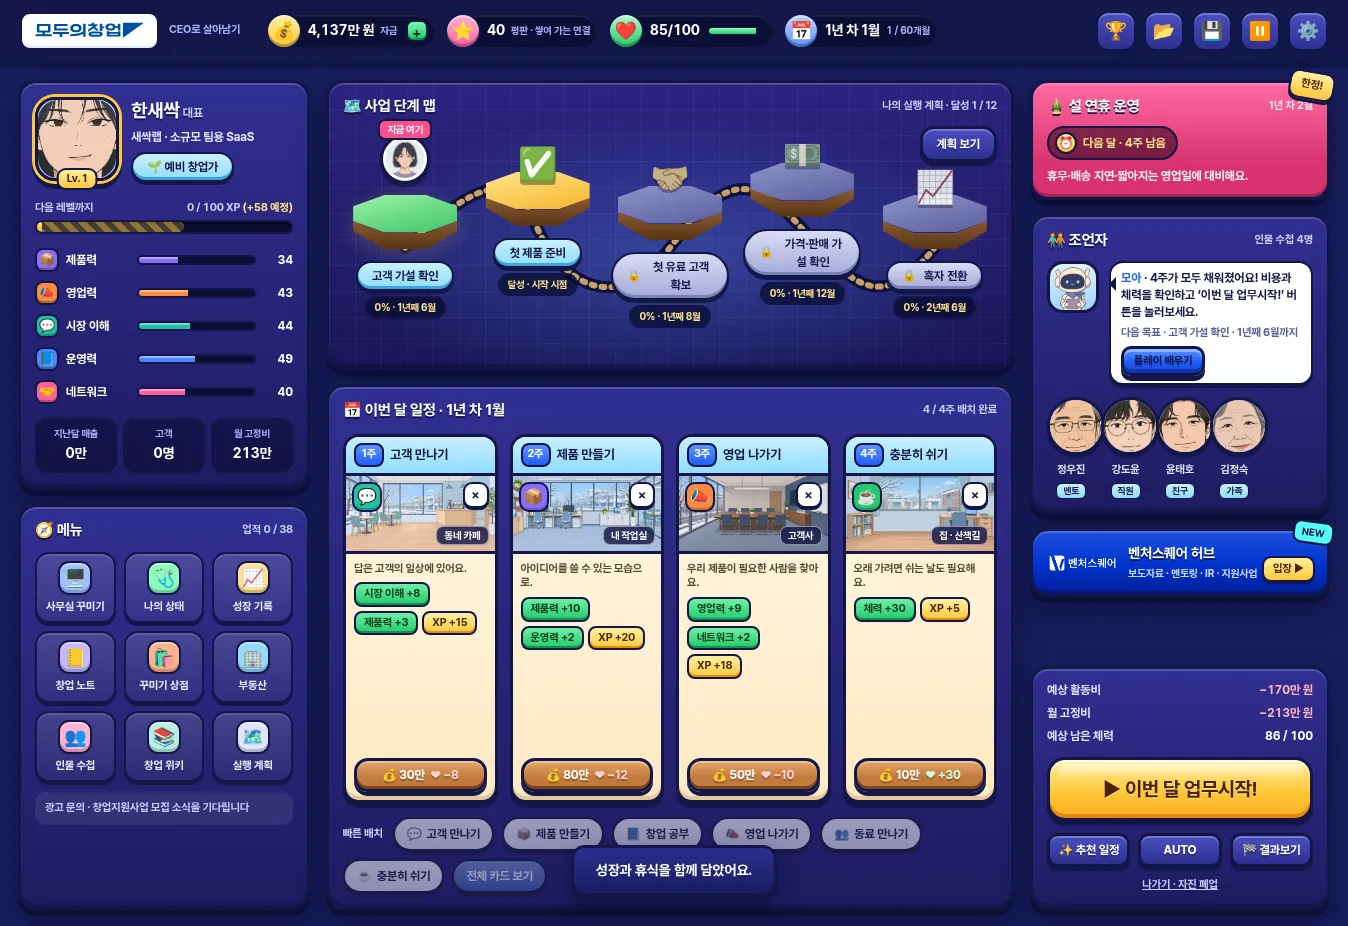 모두의창업
CEO로 살아남기
4,137만 원 자금 +
40 평판 · 쌓여 가는 연결
85/100
1년 차 1월 1 / 60개월
한새싹 대표
새싹랩 · 소규모 팀용 SaaS
예비 창업가
Lv.1
다음 레벨까지 0 / 100 XP (+58 예정)
제품력 34
영업력 43
시장 이해 44
운영력 49
네트워크 40
지난달 매출 고객 월 고정비
0만 0명 213만
메뉴 업적 0 / 38
사무실 꾸미기 나의 상태 성장 기록
창업 노트 꾸미기 상점 부동산
인물 수첩 창업 위키 실행 계획
광고 문의 · 창업지원사업 모집 소식을 기다립니다
사업 단계 맵 나의 실행 계획 · 달성 1 / 12
지금 여기
계획 보기
고객 가설 확인
0% · 1년째 6월
첫 제품 준비
달성 · 시작 시점
첫 유료 고객
확보
0% · 1년째 8월
가격·판매 가
설 확인
0% · 1년째 12월
흑자 전환
0% · 2년째 6월
이번 달 일정 · 1년 차 1월 4 / 4주 배치 완료
1주 고객 만나기
×
동네 카페
답은 고객의 일상에 있어요.
시장 이해 +8
제품력 +3 XP +15
30만 ♥ −8
2주 제품 만들기
×
내 작업실
아이디어를 쓸 수 있는 모습으
로.
제품력 +10
운영력 +2 XP +20
80만 ♥ −12
3주 영업 나가기
×
고객사
우리 제품이 필요한 사람을 찾아
요.
영업력 +9
네트워크 +2
XP +18
50만 ♥ −10
4주 충분히 쉬기
×
집 · 산책길
오래 가려면 쉬는 날도 필요해
요.
체력 +30 XP +5
10만 ♥ +30
빠른 배치 고객 만나기 제품 만들기 창업 공부 영업 나가기 동료 만나기
충분히 쉬기 전체 카드 보기
성장과 휴식을 함께 담았어요.
한정!
설 연휴 운영 1년 차 2월
다음 달 · 4주 남음
휴무·배송 지연·짧아지는 영업일에 대비해요.
조언자 인물 수첩 4명
모아 · 4주가 모두 채워졌어요! 비용과
체력을 확인하고 ‘이번 달 업무시작!’ 버
튼을 눌러보세요.
다음 목표 · 고객 가설 확인 · 1년째 6월까지
플레이 배우기
정우진 강도윤 윤태호 김정숙
멘토 직원 친구 가족
NEW
벤처스퀘어 벤처스퀘어 허브
보도자료 · 멘토링 · IR · 지원사업
입장 ▶
예상 활동비 −170만 원
월 고정비 −213만 원
예상 남은 체력 86 / 100
▶ 이번 달 업무시작!
추천 일정 AUTO 결과보기
나가기 · 자진 폐업